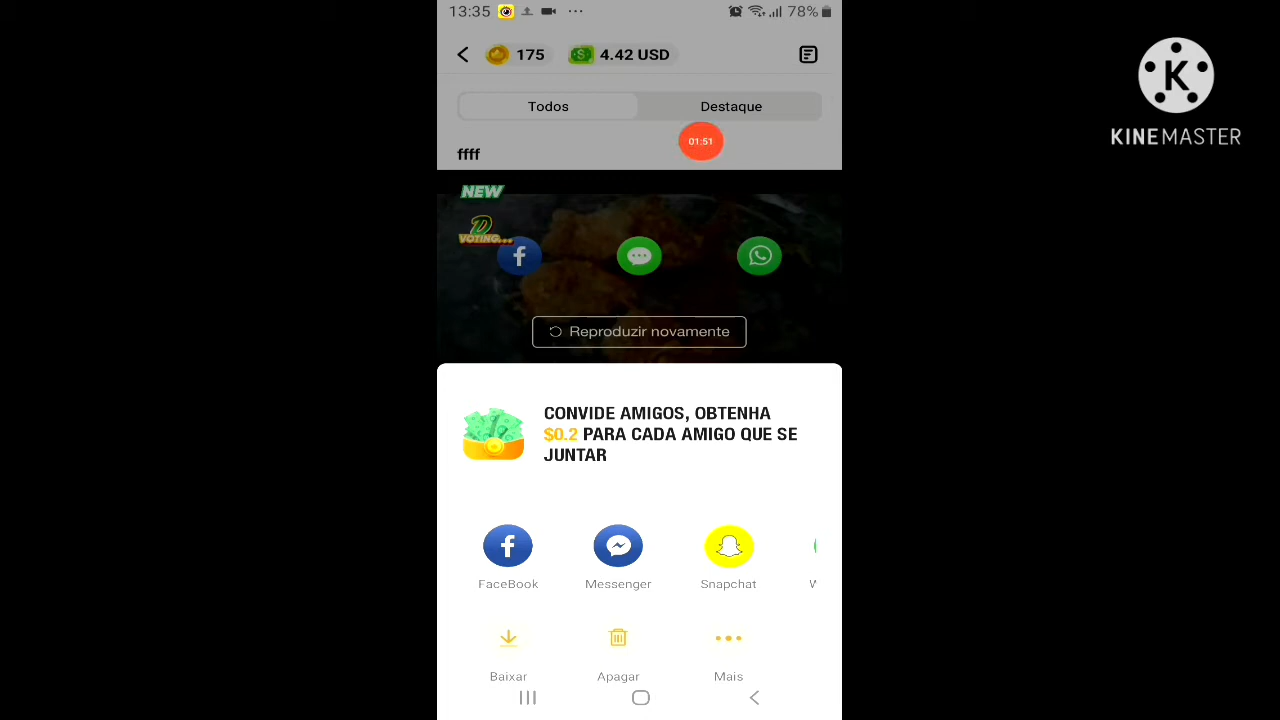 13:35
78%
175
4.42 USD
Todos
Destaque
01:51
ffff
NEW
VOTING...
Reproduzir novamente
CONVIDE AMIGOS, OBTENHA
$0.2 PARA CADA AMIGO QUE SE
JUNTAR
FaceBook
Messenger
Snapchat
W
Baixar
Apagar
Mais
KINEMASTER